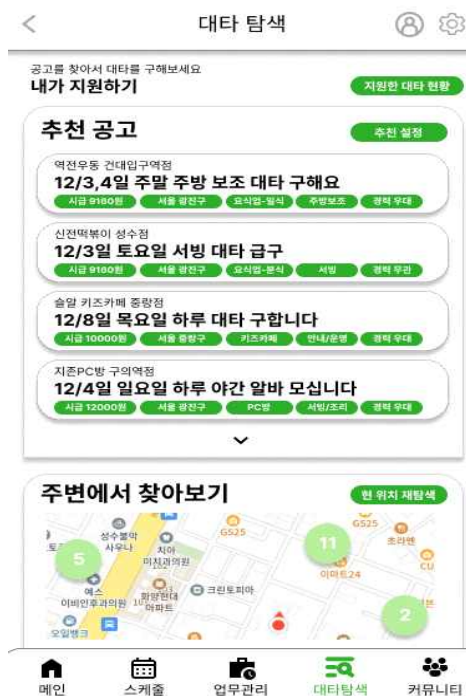 대타 탐색
공고를 찾아서 대타를 구해보세요
내가 지원하기
지원한 대타 현황
추천 공고
추천 설정
역전우동 건대입구역점
12/3,4일 주말 주방 보조 대타 구해요
시급 9160원 서울 광진구 요식업-일식 주방보조 경력 우대
신전떡볶이 성수점
12/3일 토요일 서빙 대타 급구
시급 9160원 서울 광진구 요식업-분식 서빙 경력 무관
슬알 키즈카페 중랑점
12/8일 목요일 하루 대타 구합니다
시급 10000원 서울 중랑구 키즈카페 안내/운영 경력 우대
지존PC방 구의역점
12/4일 일요일 하루 야간 알바 모십니다
시급 12000원 서울 광진구 PC방 서빙/조리 경력 우대
주변에서 찾아보기
현 위치 재탐색
성수불악
사우나
치아
미치과의원
GS25
GS25
초라멘
5
11
이마트24
CU
예스
이비인후과의원
화양현대
아파트
크린토피아
2
오일뱅크
메인
스케줄
업무관리
대타탐색
커뮤니티